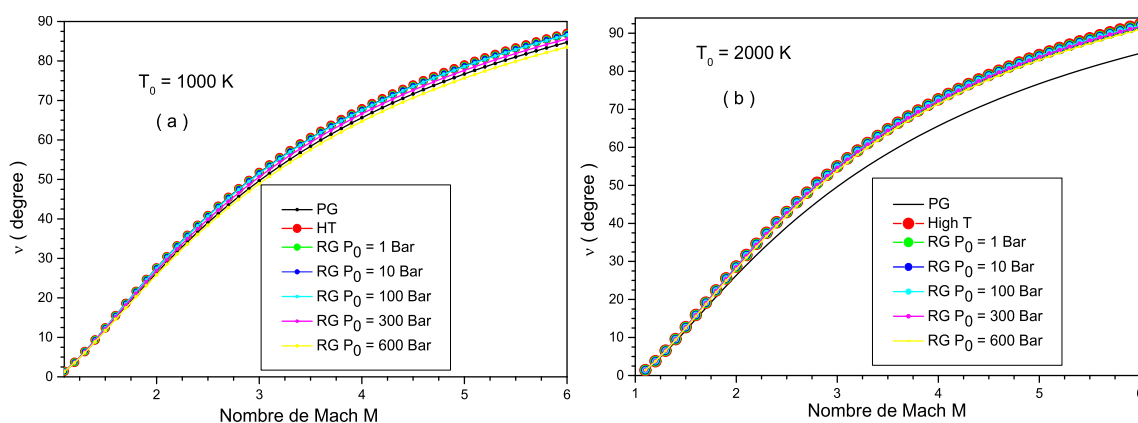 90
80
70
60
50
40
30
20
10
0
ν ( degree )
T0 = 1000 K
( a )
PG
HT
RG P0 = 1 Bar
RG P0 = 10 Bar
RG P0 = 100 Bar
RG P0 = 300 Bar
RG P0 = 600 Bar
2 3 4 5 6
Nombre de Mach M
90
80
70
60
50
40
30
20
10
0
ν ( degree )
T0 = 2000 K
( b )
PG
High T
RG P0 = 1 Bar
RG P0 = 10 Bar
RG P0 = 100 Bar
RG P0 = 300 Bar
RG P0 = 600 Bar
1 2 3 4 5 6
Nombre de Mach M